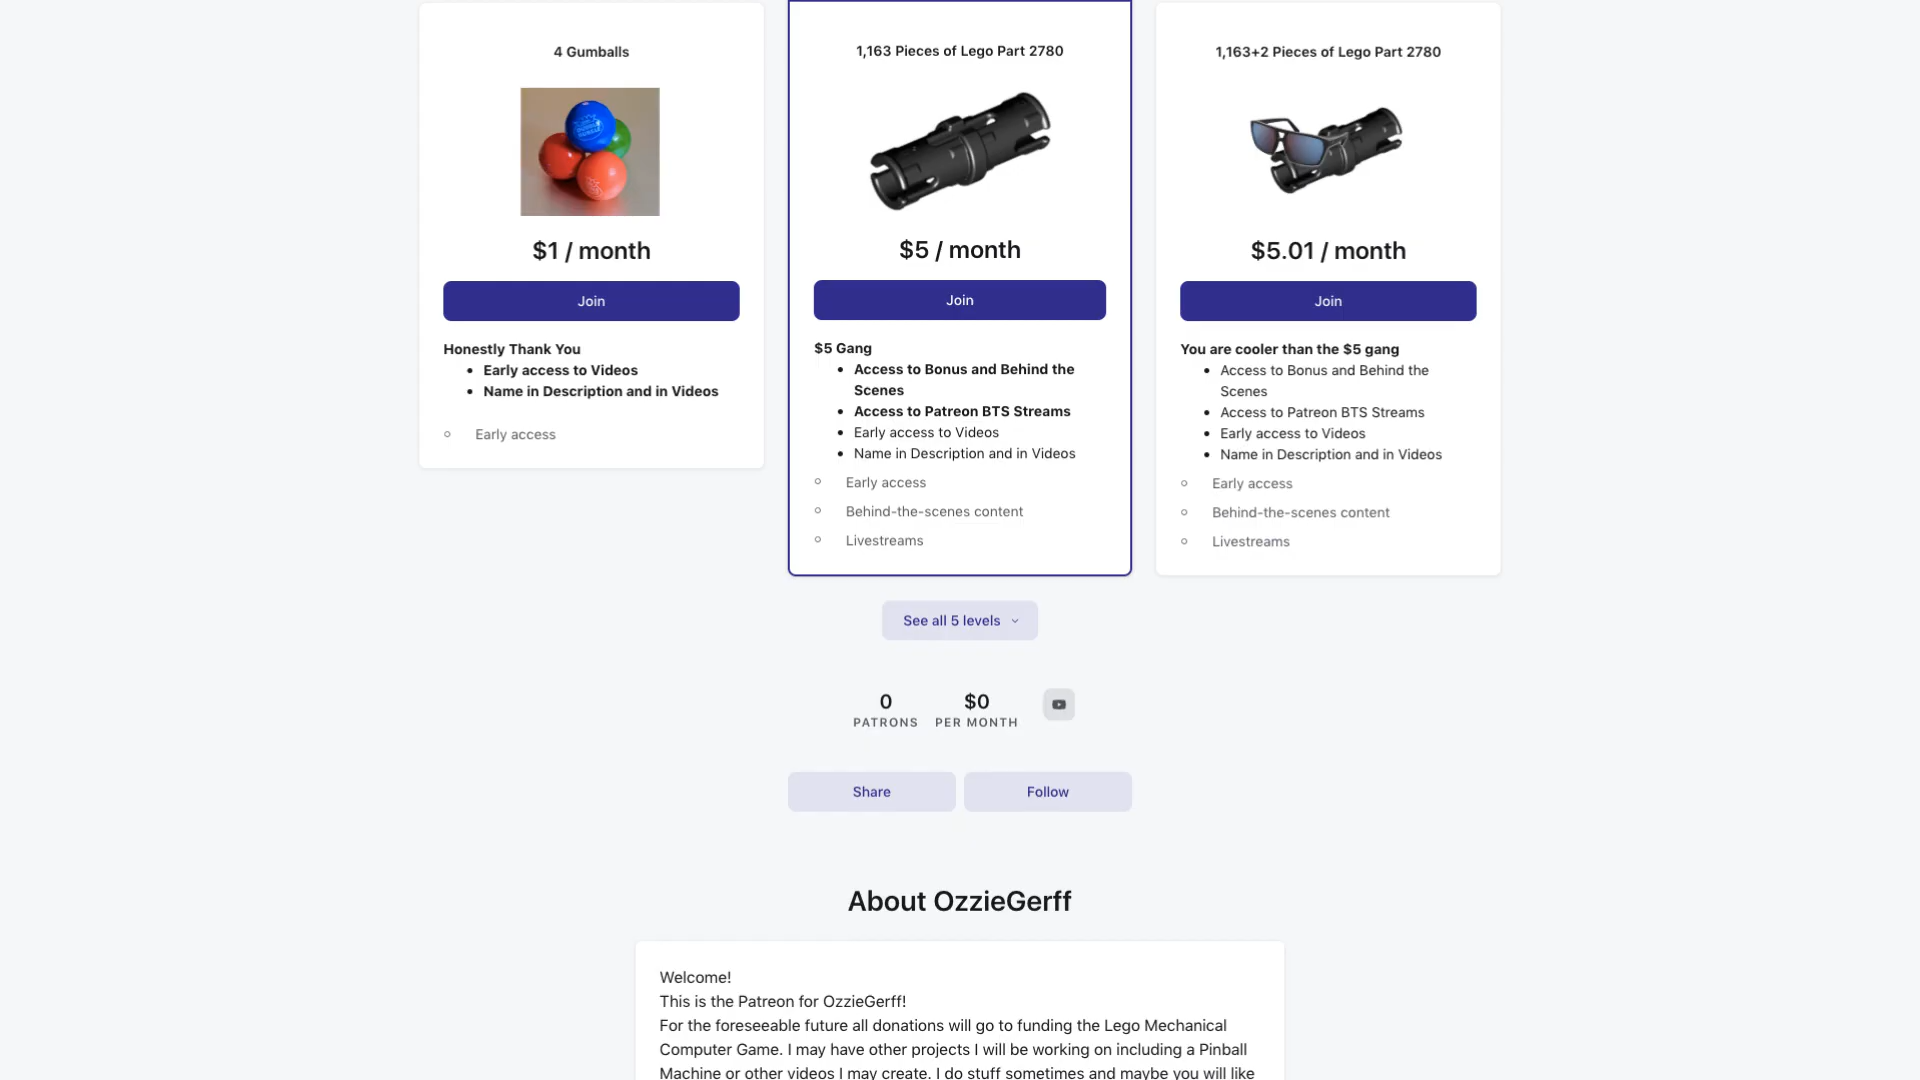 4 Gumballs
$1 / month
Join
Honestly Thank You
• Early access to Videos
• Name in Description and in Videos
Early access
1,163 Pieces of Lego Part 2780
$5 / month
Join
$5 Gang
• Access to Bonus and Behind the
Scenes
• Access to Patreon BTS Streams
• Early access to Videos
• Name in Description and in Videos
Early access
Behind-the-scenes content
Livestreams
1,163+2 Pieces of Lego Part 2780
$5.01 / month
Join
You are cooler than the $5 gang
• Access to Bonus and Behind the
Scenes
• Access to Patreon BTS Streams
• Early access to Videos
• Name in Description and in Videos
Early access
Behind-the-scenes content
Livestreams
See all 5 levels
0 $0
PATRONS PER MONTH
Share Follow
About OzzieGerff
Welcome!
This is the Patreon for OzzieGerff!
For the foreseeable future all donations will go to funding the Lego Mechanical
Computer Game. I may have other projects I will be working on including a Pinball
Machine or other videos I may create. I do stuff sometimes and maybe you will like